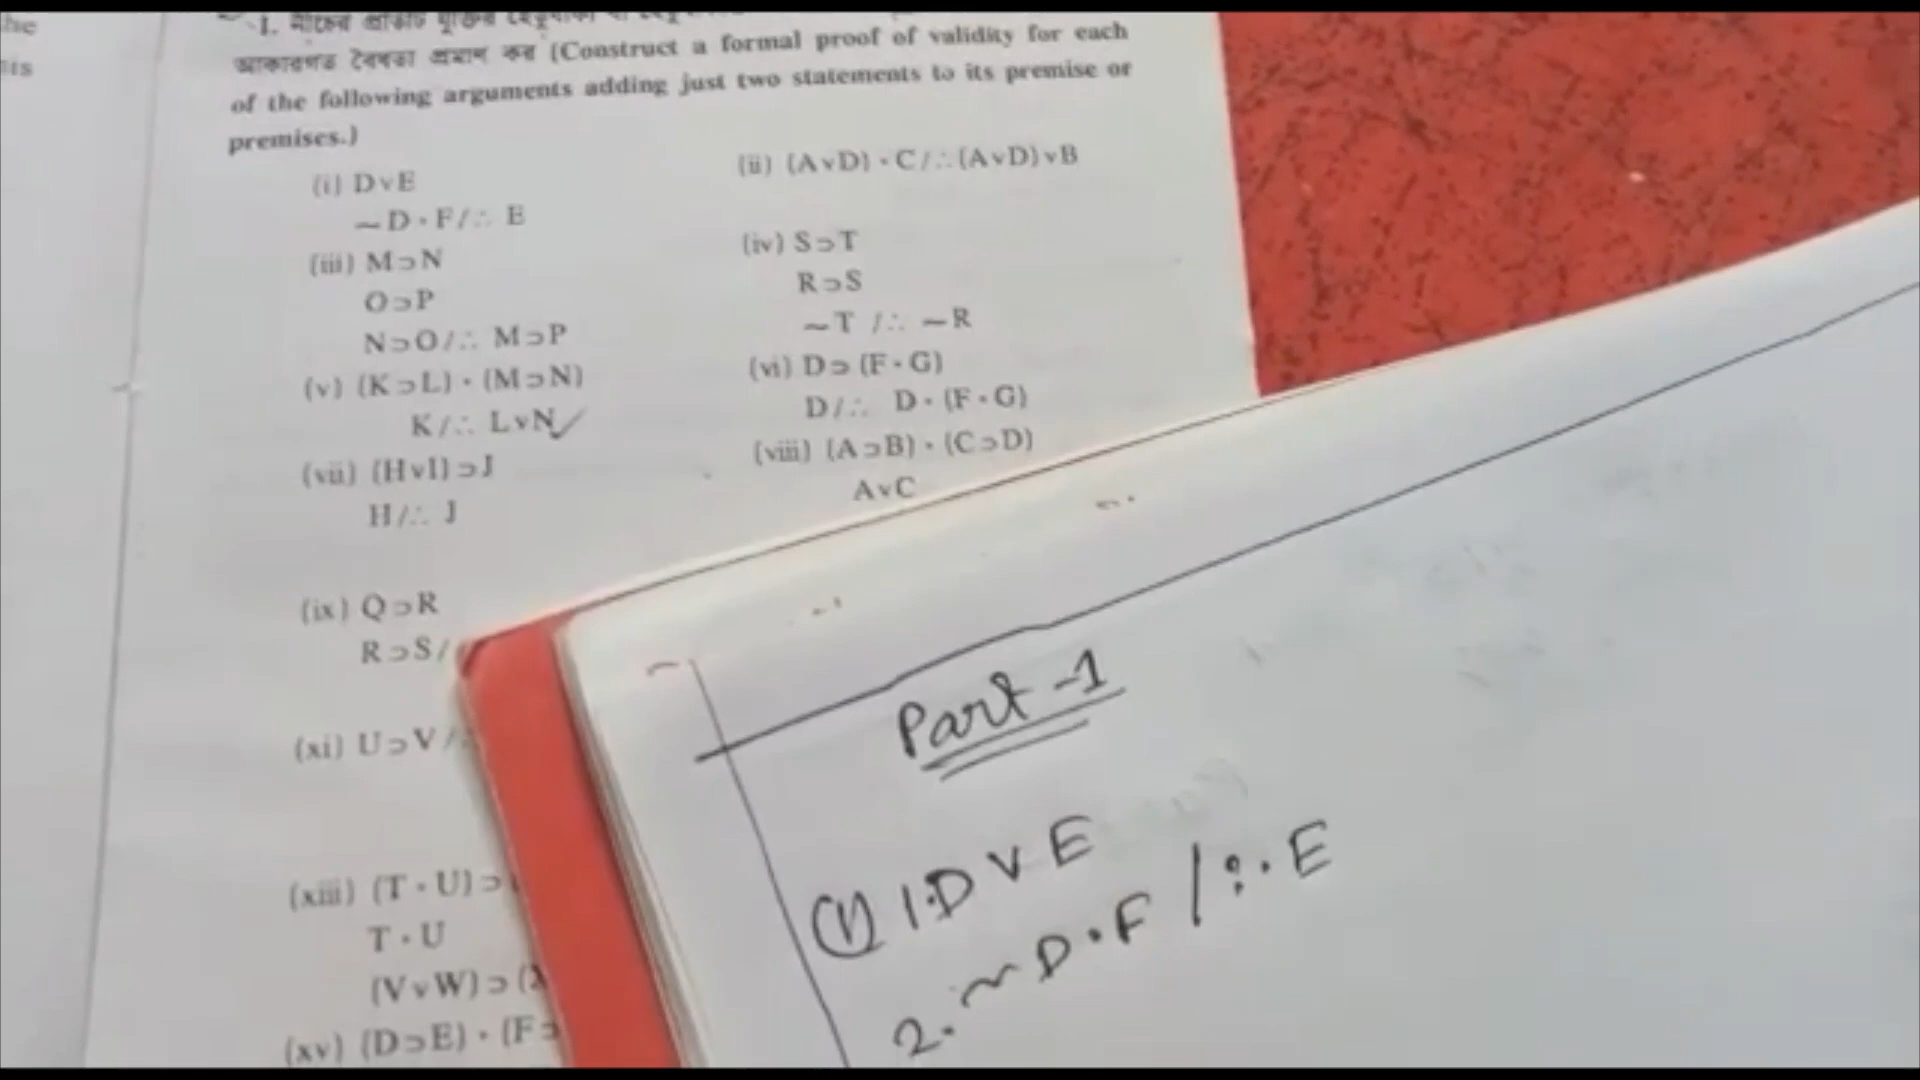 he
1. নীচের প্রতিটি যুক্তির
আকারগত বৈধতা প্রমাণ কর (Construct a formal proof of validity for each
of the following arguments adding just two statements to its premise or
premises.)
(i) D∨E
~D·F/∴ E
(ii) (A∨D)·C/∴(A∨D)∨B
(iii) M⊃N
O⊃P
N⊃O/∴ M⊃P
(iv) S⊃T
R⊃S
~T /∴ ~R
(v) (K⊃L)·(M⊃N)
K/∴ L∨N
(vi) D⊃(F·G)
D/∴ D·(F·G)
(vii) (H∨I)⊃J
H/∴ J
(viii) (A⊃B)·(C⊃D)
A∨C
(ix) Q⊃R
R⊃S/
(xi) U⊃V/
(xiii) (T·U)⊃
T·U
(V∨W)⊃(
(xv) (D⊃E)·(F⊃
Part-1
(1) 1. D∨E
2. ~D·F /∴ E